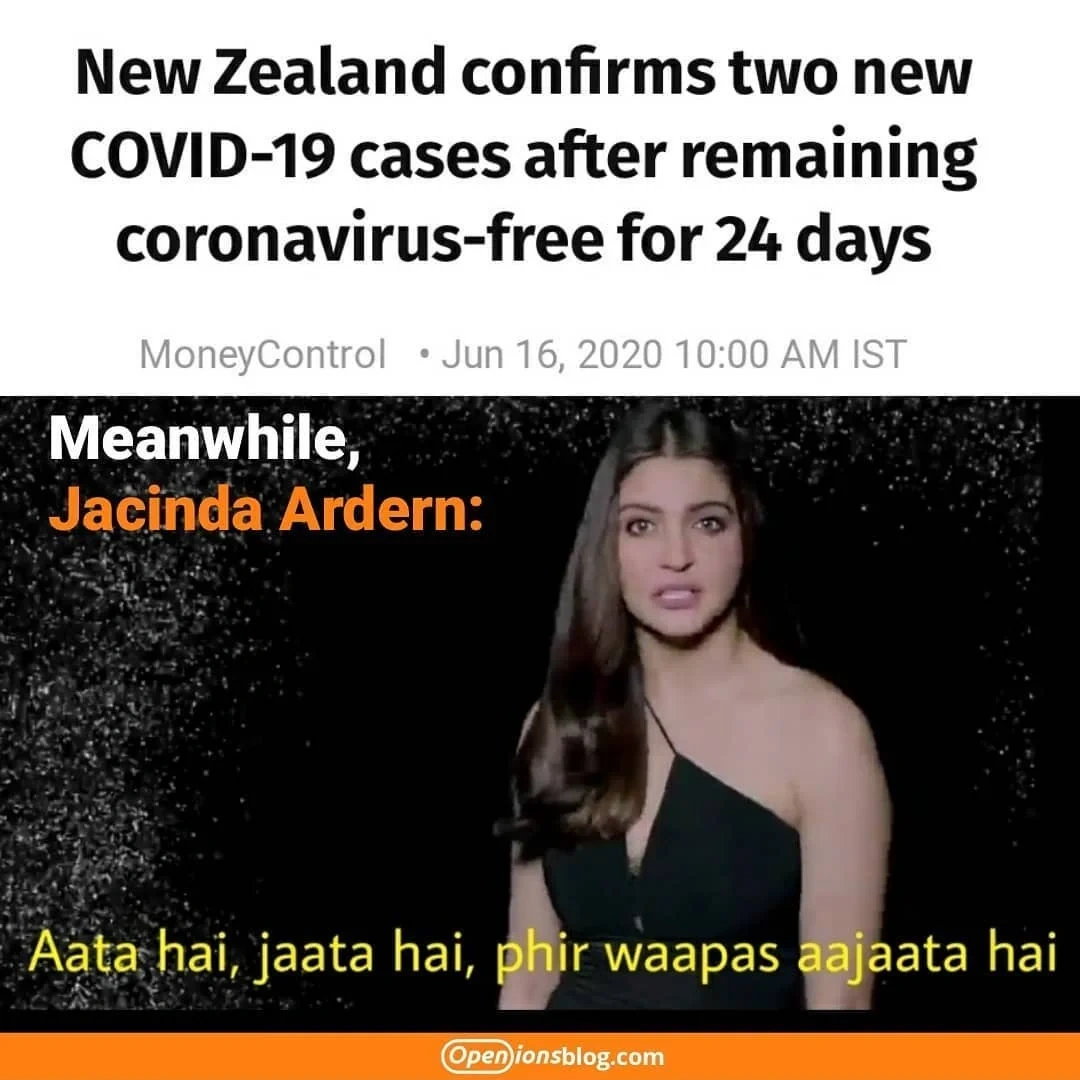 New Zealand confirms two new
COVID-19 cases after remaining
coronavirus-free for 24 days
MoneyControl • Jun 16, 2020 10:00 AM IST
Meanwhile,
Jacinda Ardern:
Aata hai, jaata hai, phir waapas aajaata hai
Openionsblog.com